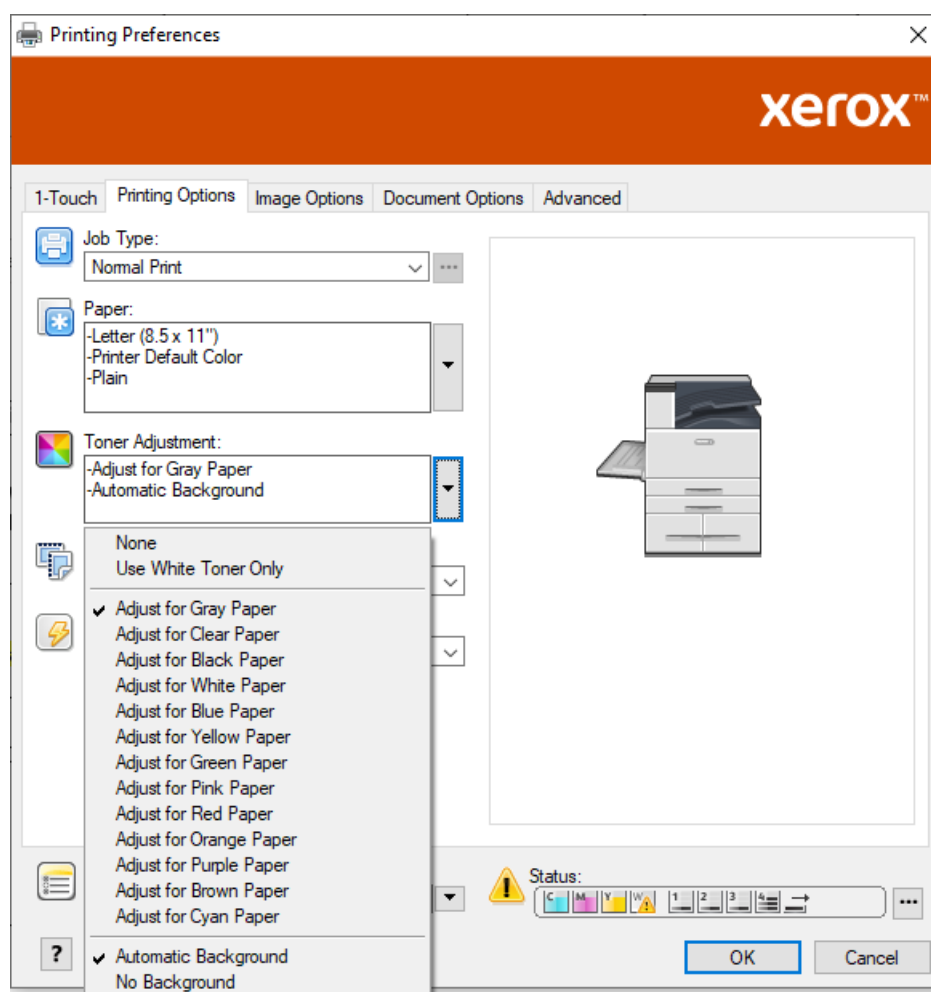 Printing Preferences
xerox™
1-Touch Printing Options Image Options Document Options Advanced
Job Type:
Normal Print
Paper:
-Letter (8.5 x 11")
-Printer Default Color
-Plain
Toner Adjustment:
-Adjust for Gray Paper
-Automatic Background
None
Use White Toner Only
Adjust for Gray Paper
Adjust for Clear Paper
Adjust for Black Paper
Adjust for White Paper
Adjust for Blue Paper
Adjust for Yellow Paper
Adjust for Green Paper
Adjust for Pink Paper
Adjust for Red Paper
Adjust for Orange Paper
Adjust for Purple Paper
Adjust for Brown Paper
Adjust for Cyan Paper
Automatic Background
No Background
Status:
C M Y W 1 2 3 4
? OK Cancel